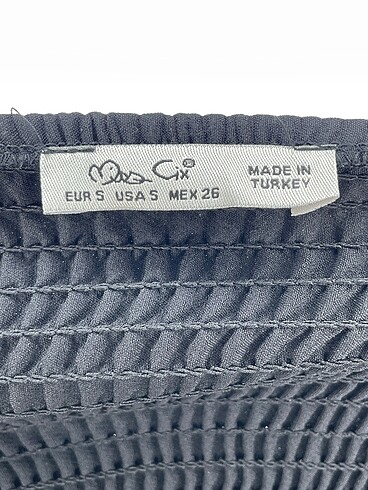 Miss Cix
EUR S USA S MEX 26
MADE IN
TURKEY